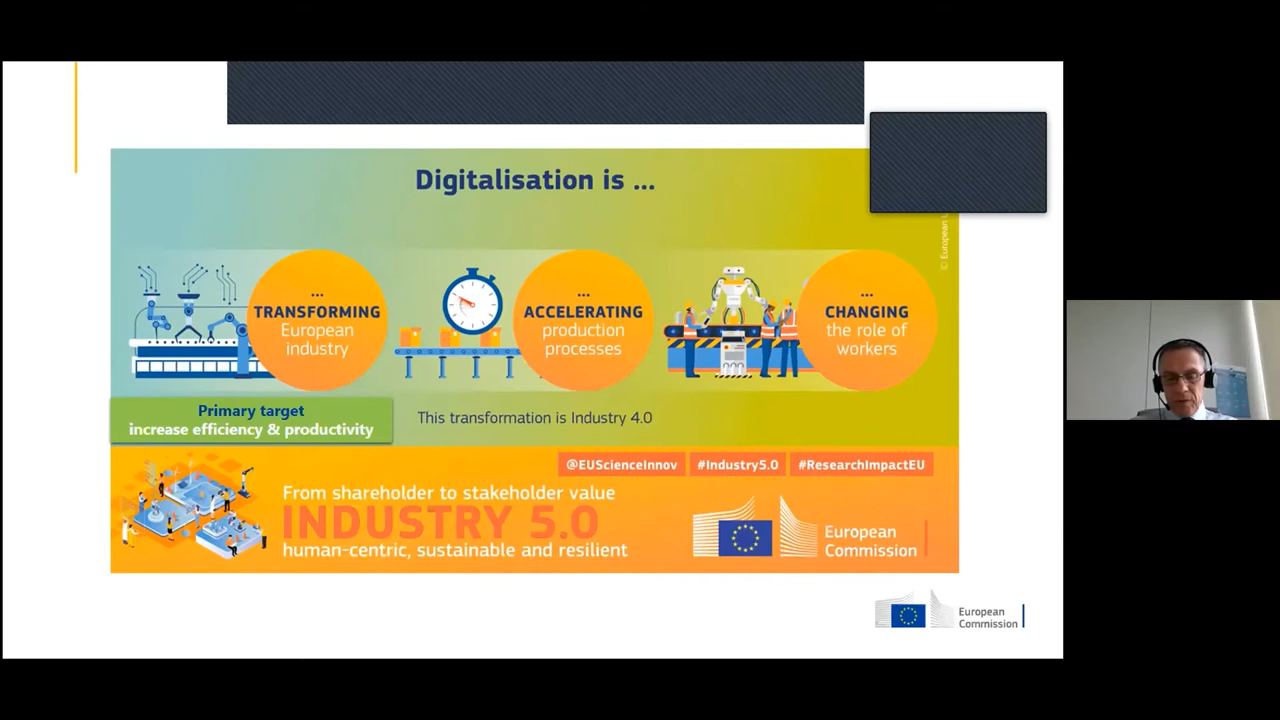 Digitalisation is ...
© European
...
TRANSFORMING
European
industry
...
ACCELERATING
production
processes
...
CHANGING
the role of
workers
Primary target
increase efficiency & productivity
This transformation is Industry 4.0
@EUScienceInnov
#Industry5.0
#ResearchImpactEU
From shareholder to stakeholder value
INDUSTRY 5.0
human-centric, sustainable and resilient
European
Commission
European
Commission